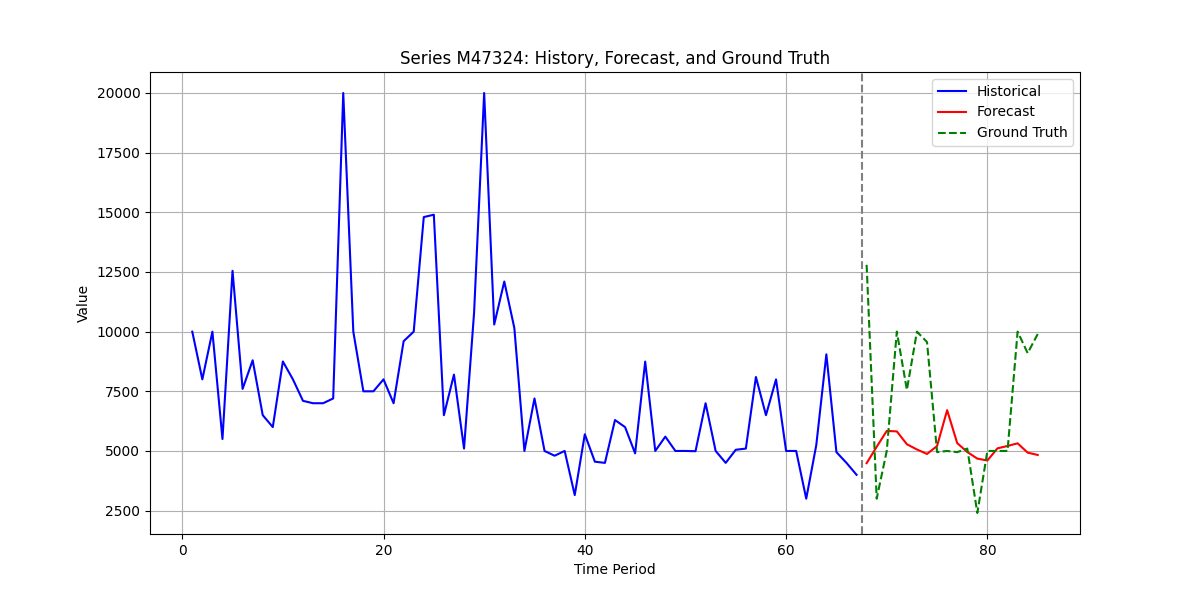 Series M47324: History, Forecast, and Ground Truth
Historical
Forecast
Ground Truth
20000
17500
15000
12500
10000
7500
5000
2500
Value
0 20 40 60 80
Time Period